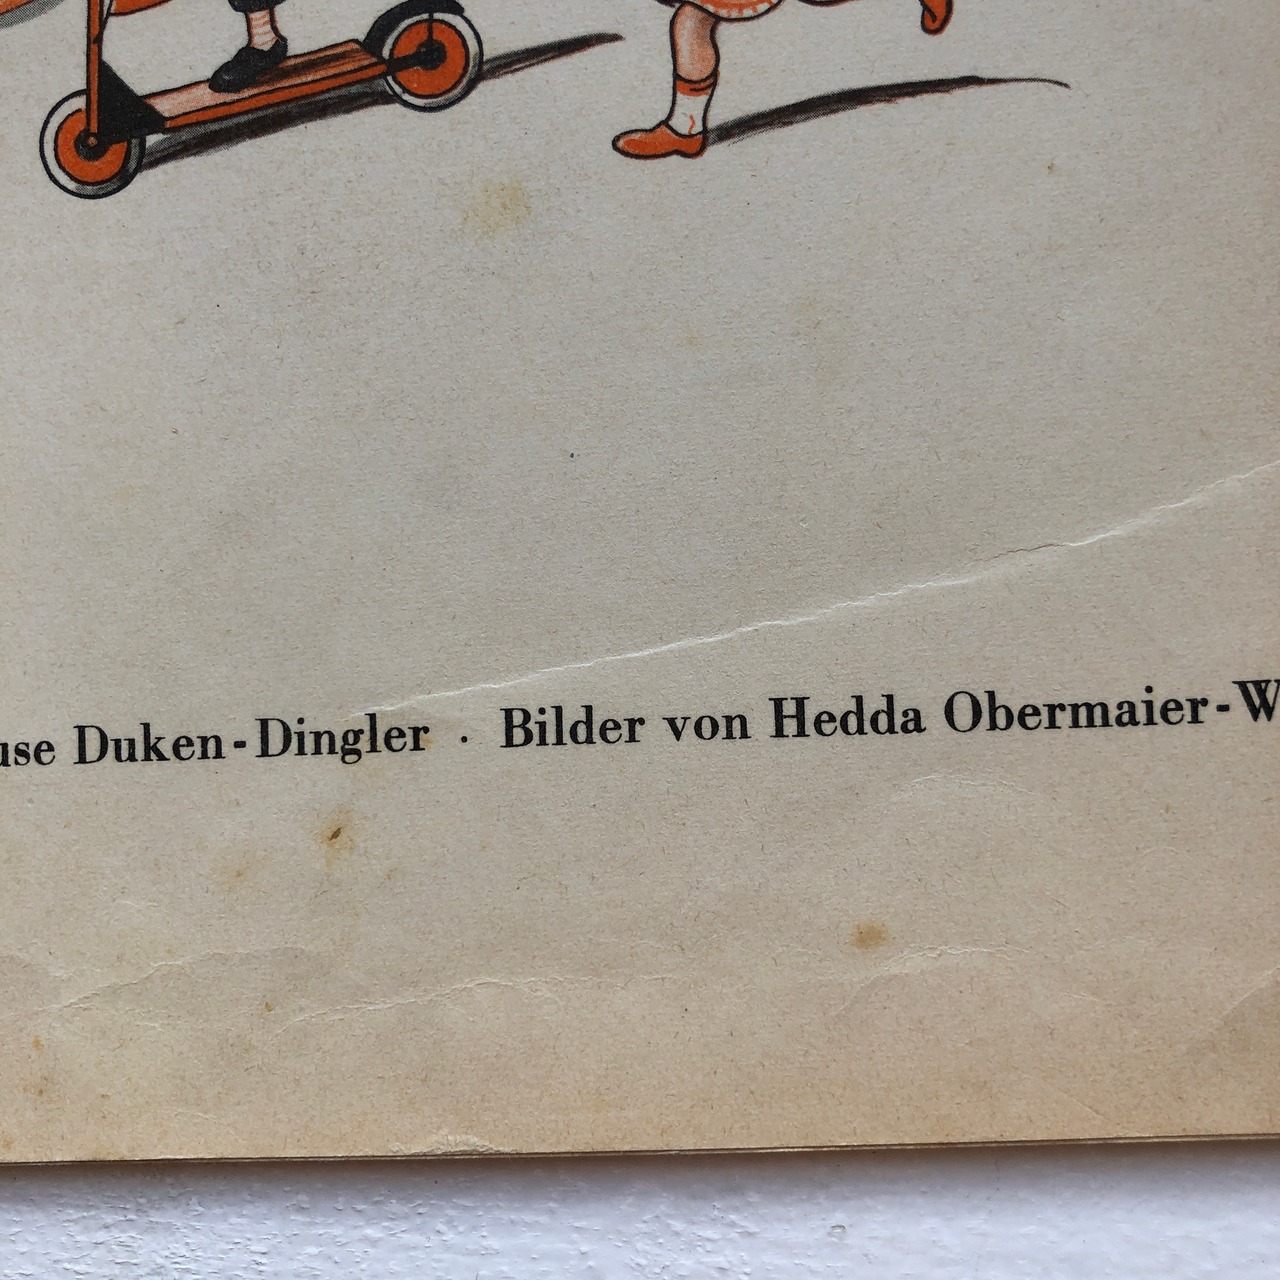 use Duken-Dingler · Bilder von Hedda Obermaier-W